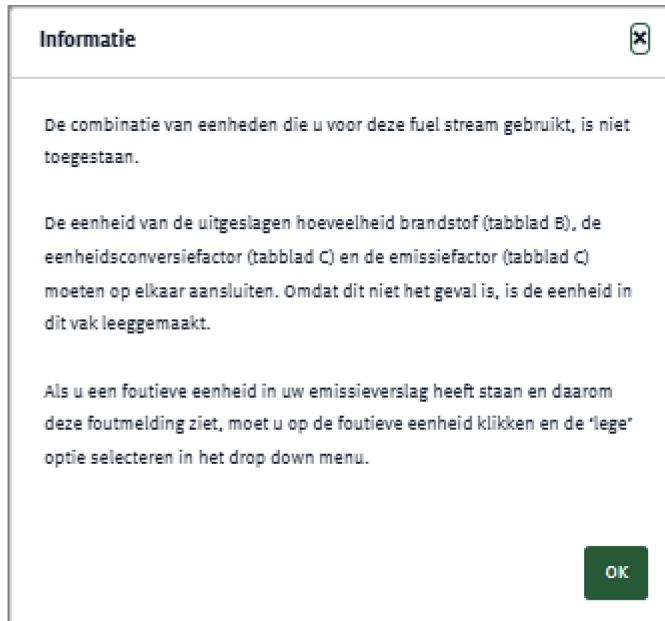 Informatie
De combinatie van eenheden die u voor deze fuel stream gebruikt, is niet
toegestaan.
De eenheid van de uitgeslagen hoeveelheid brandstof (tabblad B), de
eenheidsconversiefactor (tabblad C) en de emissiefactor (tabblad C)
moeten op elkaar aansluiten. Omdat dit niet het geval is, is de eenheid in
dit vak leeggemaakt.
Als u een foutieve eenheid in uw emissieverslag heeft staan en daarom
deze foutmelding ziet, moet u op de foutieve eenheid klikken en de 'lege'
optie selecteren in het drop down menu.
OK